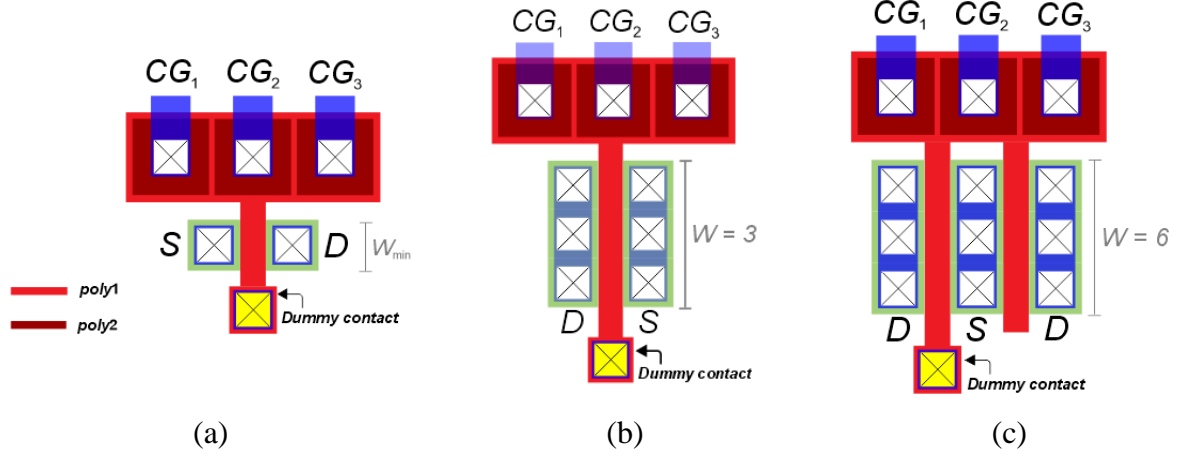 CG₁ CG₂ CG₃
S D
W_min
poly1
poly2
Dummy contact
(a)
CG₁ CG₂ CG₃
W = 3
D S
Dummy contact
(b)
CG₁ CG₂ CG₃
W = 6
D S D
Dummy contact
(c)